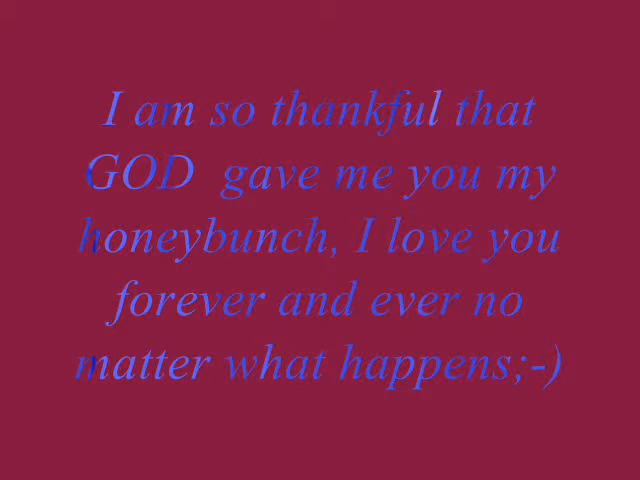 I am so thankful that
GOD gave me you my
honeybunch, I love you
forever and ever no
matter what happens;-)